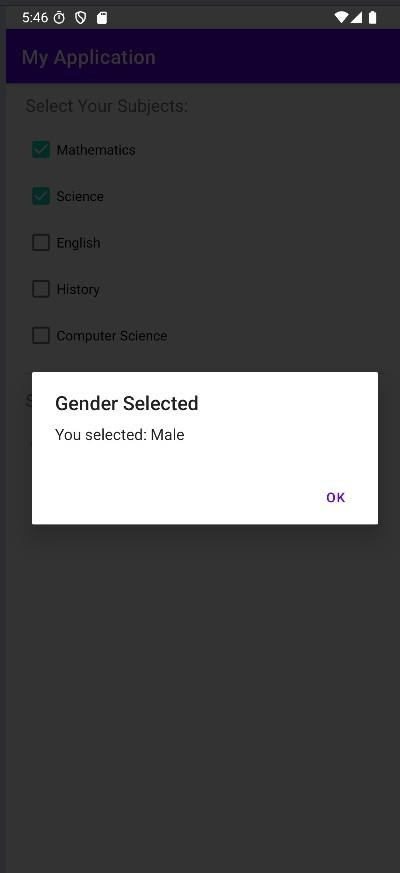 5:46
My Application
Select Your Subjects:
Mathematics
Science
English
History
Computer Science
Gender Selected
You selected: Male
OK